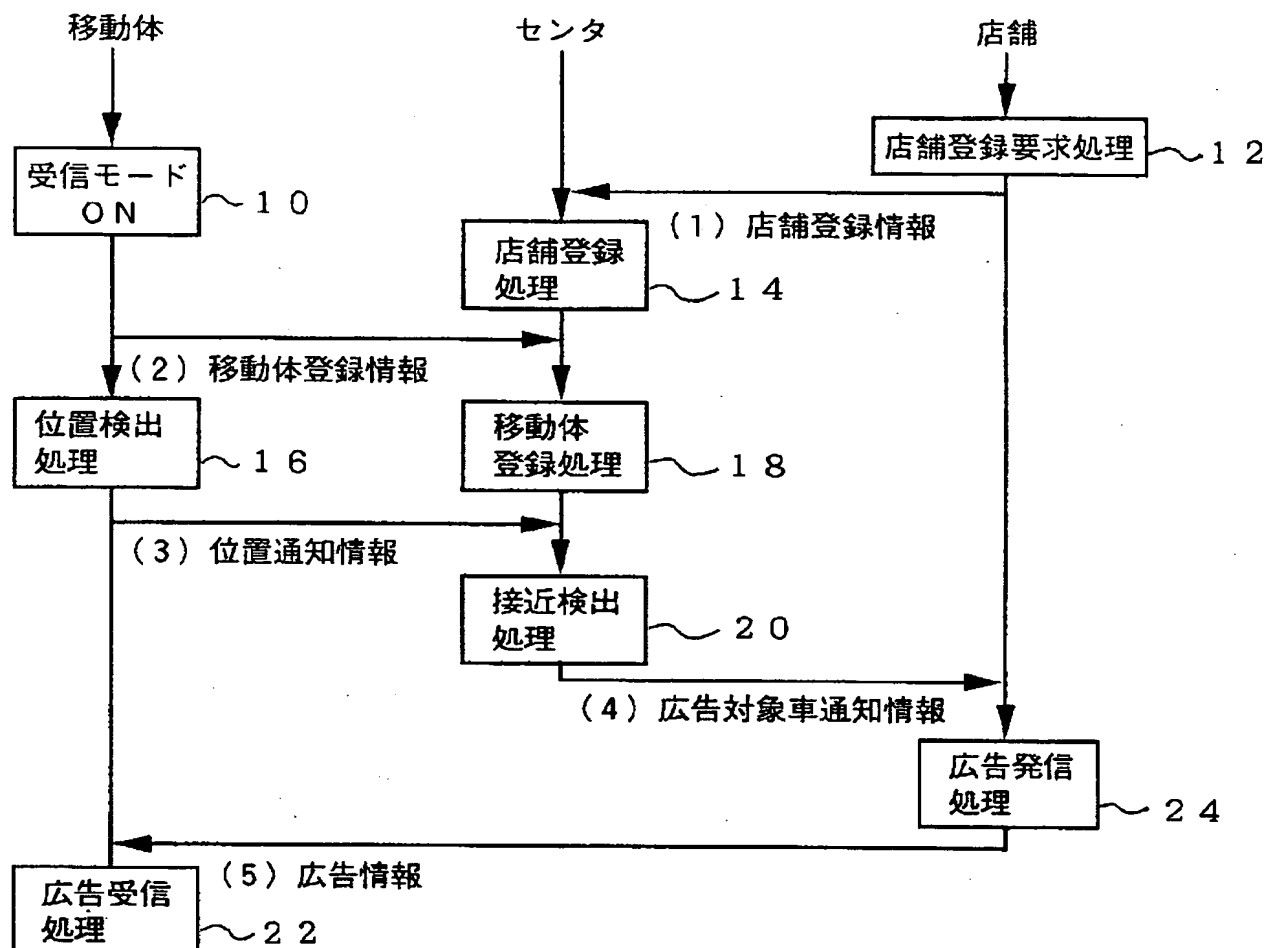 移動体
センタ
店舗
店舗登録要求処理
12
受信モード
ON
10
(1) 店舗登録情報
店舗登録
処理
14
(2) 移動体登録情報
位置検出
処理
16
移動体
登録処理
18
(3) 位置通知情報
接近検出
処理
20
(4) 広告対象車通知情報
広告発信
処理
24
(5) 広告情報
広告受信
処理
22